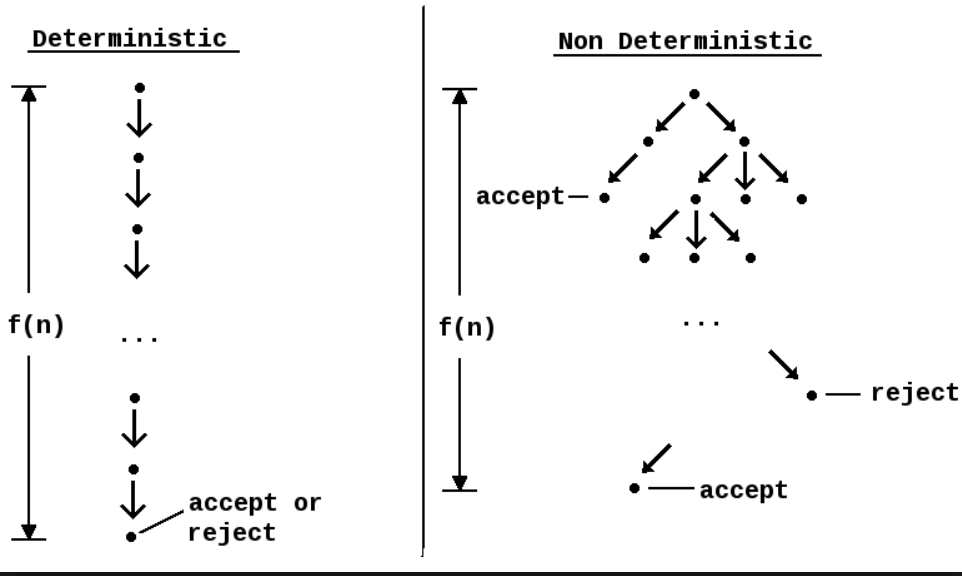 Deterministic
f(n)
...
accept or
reject
Non Deterministic
accept
f(n)
...
reject
accept